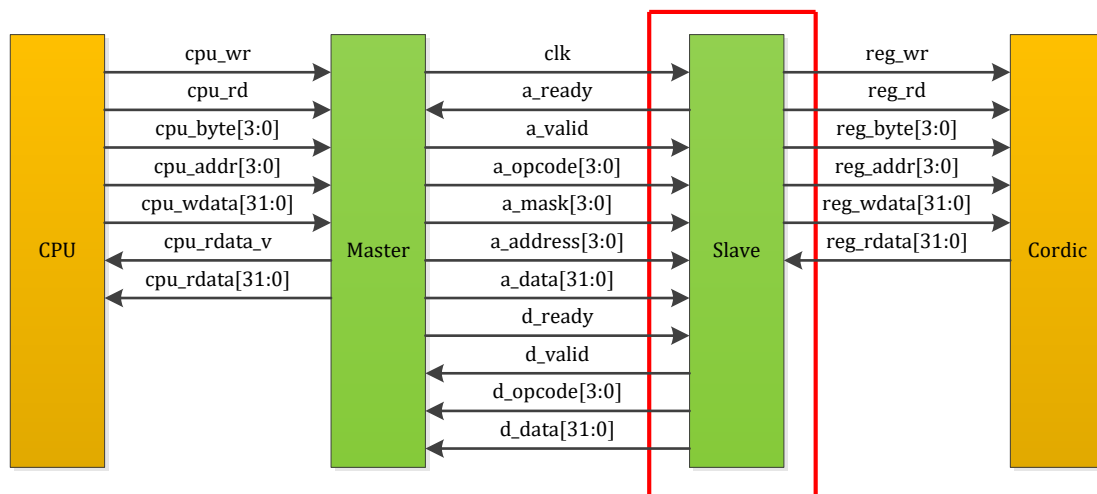 cpu_wr
clk
reg_wr
cpu_rd
a_ready
reg_rd
cpu_byte[3:0]
a_valid
reg_byte[3:0]
cpu_addr[3:0]
a_opcode[3:0]
reg_addr[3:0]
cpu_wdata[31:0]
a_mask[3:0]
reg_wdata[31:0]
CPU
cpu_rdata_v
Master
a_address[3:0]
Slave
reg_rdata[31:0]
Cordic
cpu_rdata[31:0]
a_data[31:0]
d_ready
d_valid
d_opcode[3:0]
d_data[31:0]